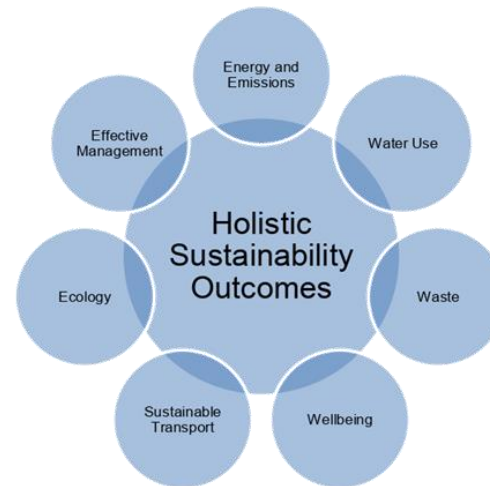 Energy and
Emissions
Effective
Management
Water Use
Holistic
Sustainability
Outcomes
Ecology
Waste
Sustainable
Transport
Wellbeing